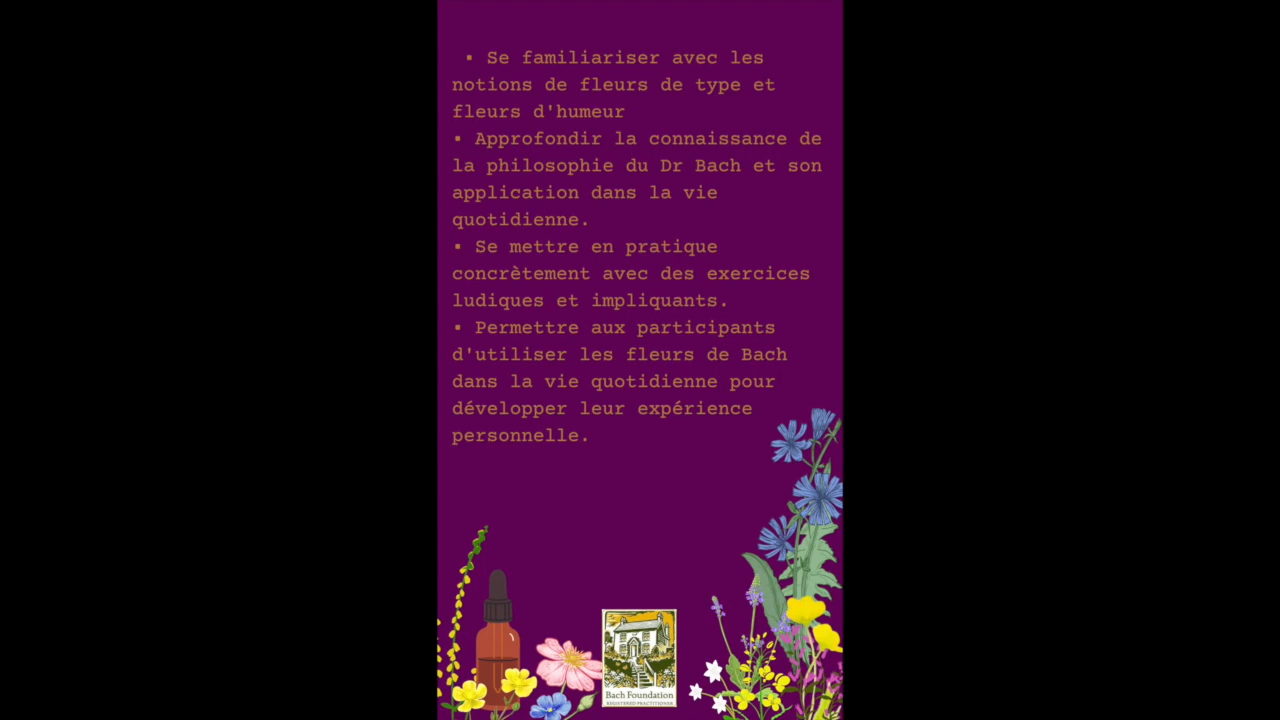 ▪ Se familiariser avec les
notions de fleurs de type et
fleurs d'humeur
▪ Approfondir la connaissance de
la philosophie du Dr Bach et son
application dans la vie
quotidienne.
▪ Se mettre en pratique
concrètement avec des exercices
ludiques et impliquants.
▪ Permettre aux participants
d'utiliser les fleurs de Bach
dans la vie quotidienne pour
développer leur expérience
personnelle.
Bach Foundation
REGISTERED PRACTITIONER